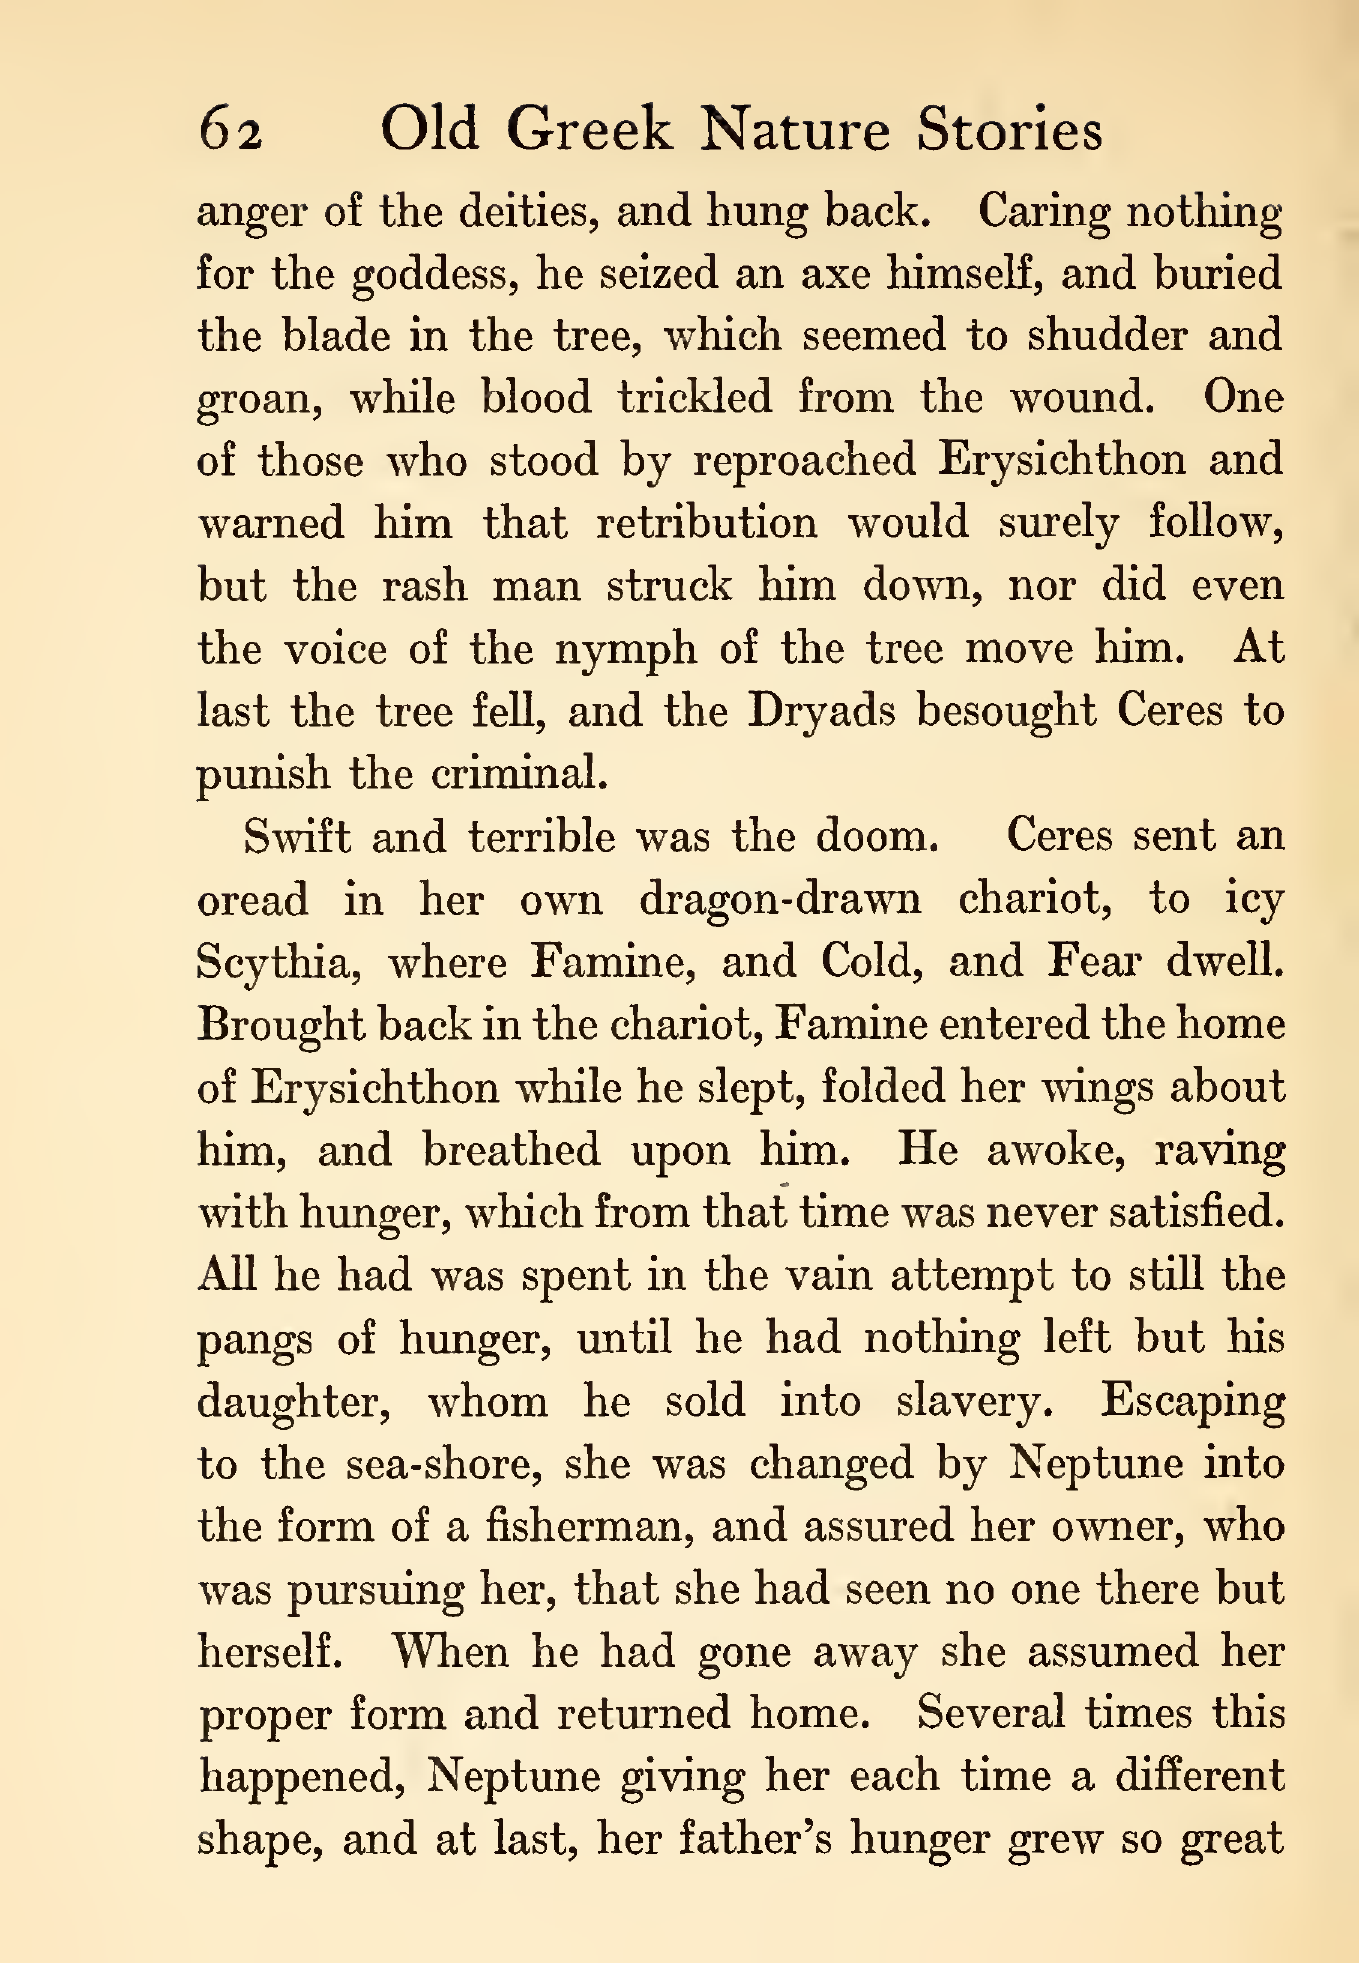 62 Old Greek Nature Stories
anger of the deities, and hung back. Caring nothing
for the goddess, he seized an axe himself, and buried
the blade in the tree, which seemed to shudder and
groan, while blood trickled from the wound. One
of those who stood by reproached Erysichthon and
warned him that retribution would surely follow,
but the rash man struck him down, nor did even
the voice of the nymph of the tree move him. At
last the tree fell, and the Dryads besought Ceres to
punish the criminal.
Swift and terrible was the doom. Ceres sent an
oread in her own dragon-drawn chariot, to icy
Scythia, where Famine, and Cold, and Fear dwell.
Brought back in the chariot, Famine entered the home
of Erysichthon while he slept, folded her wings about
him, and breathed upon him. He awoke, raving
with hunger, which from that time was never satisfied.
All he had was spent in the vain attempt to still the
pangs of hunger, until he had nothing left but his
daughter, whom he sold into slavery. Escaping
to the sea-shore, she was changed by Neptune into
the form of a fisherman, and assured her owner, who
was pursuing her, that she had seen no one there but
herself. When he had gone away she assumed her
proper form and returned home. Several times this
happened, Neptune giving her each time a different
shape, and at last, her father's hunger grew so great